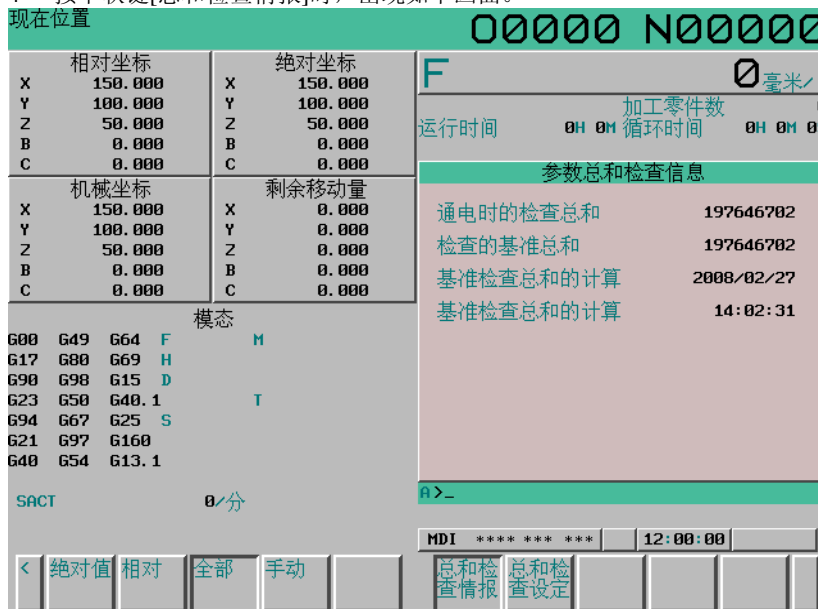 现在位置
O0000 N00000
相对坐标
X 150.000
Y 100.000
Z 50.000
B 0.000
C 0.000
绝对坐标
X 150.000
Y 100.000
Z 50.000
B 0.000
C 0.000
机械坐标
X 150.000
Y 100.000
Z 50.000
B 0.000
C 0.000
剩余移动量
X 0.000
Y 0.000
Z 0.000
B 0.000
C 0.000
模态
G00 G49 G64 F M
G17 G80 G69 H
G90 G98 G15 D
G23 G50 G40.1 T
G94 G67 G25 S
G21 G97 G160
G40 G54 G13.1
SACT 0/分
F 0毫米/
加工零件数
运行时间 0H 0M 循环时间 0H 0M 0
参数总和检查信息
通电时的检查总和 197646702
检查的基准总和 197646702
基准检查总和的计算 2008/02/27
基准检查总和的计算 14:02:31
A>_
MDI **** *** *** 12:00:00
< 绝对值 相对 全部 手动 总和检查情报 总和检查设定